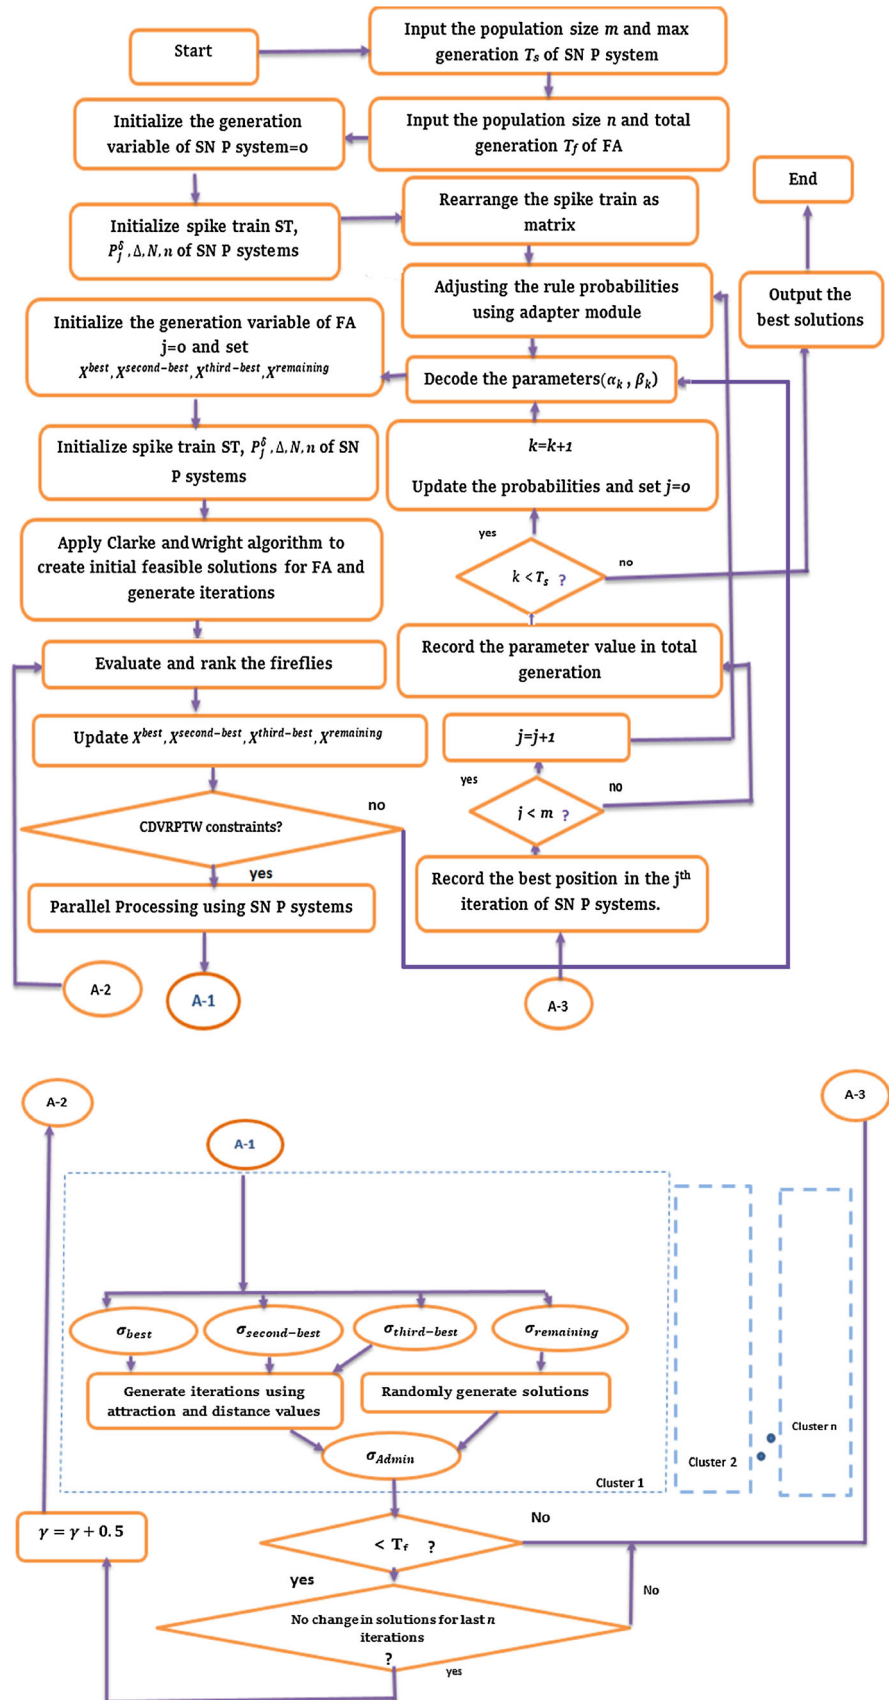 Start
Input the population size m and max
generation Tₛ of SN P system
Input the population size n and total
generation T_f of FA
Initialize the generation
variable of SN P system=0
Initialize spike train ST,
P_j^δ,Δ,N,n of SN P systems
Rearrange the spike train as
matrix
End
Adjusting the rule probabilities
using adapter module
Output the
best solutions
Initialize the generation variable of FA
j=0 and set
X^best,X^second−best,X^third−best,X^remaining
Decode the parameters(α_k,β_k)
Initialize spike train ST, P_j^δ,Δ,N,n of SN
P systems
k=k+1
Update the probabilities and set j=0
yes
Apply Clarke and Wright algorithm to
create initial feasible solutions for FA and
generate iterations
k < Tₛ ?
no
Evaluate and rank the fireflies
Record the parameter value in total
generation
Update X^best,X^second−best,X^third−best,X^remaining
j=j+1
yes
no
CDVRPTW constraints?
no
j < m ?
yes
Parallel Processing using SN P systems
Record the best position in the j^th
iteration of SN P systems.
A-2
A-1
A-3
A-2
A-3
A-1
σ_best
σ_second−best
σ_third−best
σ_remaining
Generate iterations using
attraction and distance values
Randomly generate solutions
σ_Admin
Cluster 1
Cluster 2
Cluster n
γ = γ + 0.5
No
< T_f ?
yes
No
No change in solutions for last n
iterations
?
yes